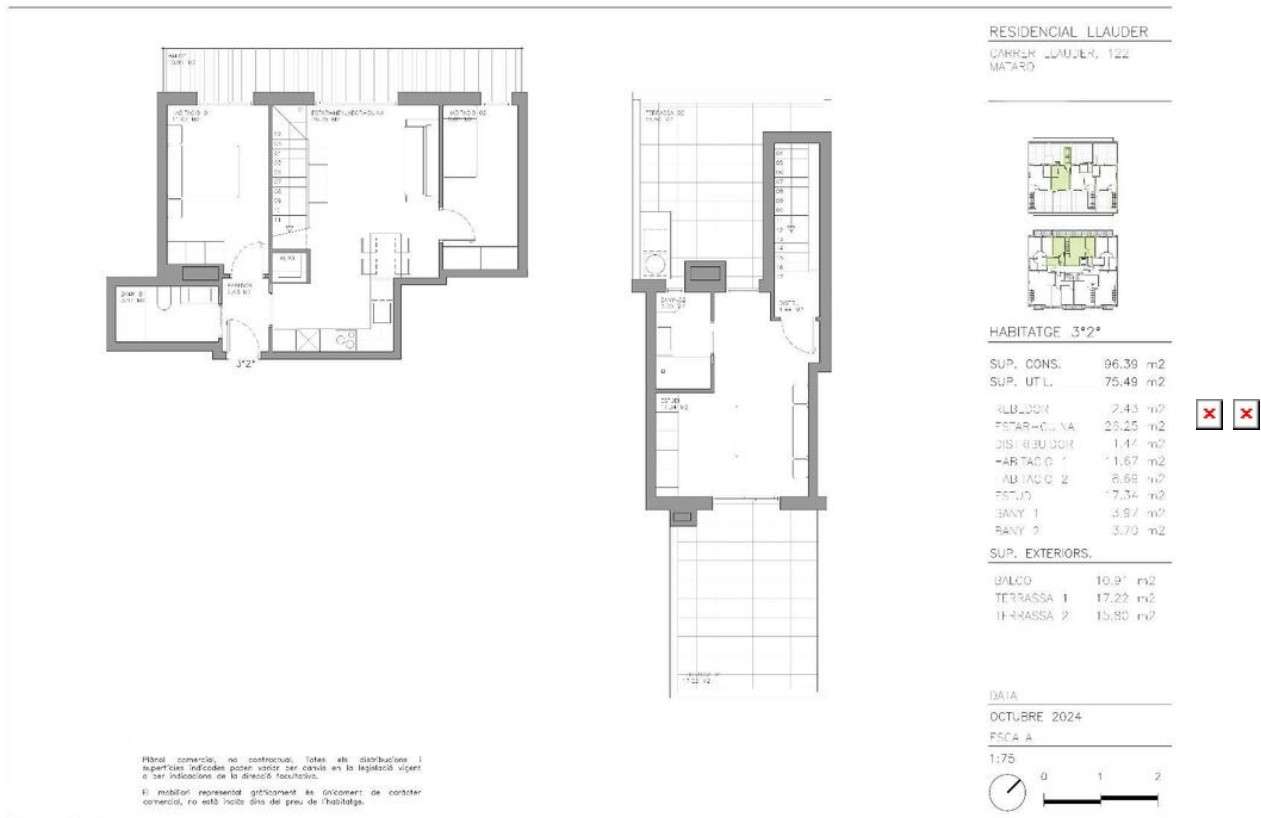 RESIDENCIAL LLAUDER
CARRER LLAUDER, 122
MATARO
HABITATGE 3º2ª
SUP. CONS. 96.39 m2
SUP. UTIL. 75.49 m2
REBEDOR 2.43 m2
ESTAR-CUINA 26.25 m2
DISTRIBUIDOR 1.44 m2
HABITACIO 1 11.67 m2
HABITACIO 2 8.69 m2
ESTUDI 17.34 m2
BANY 1 3.97 m2
BANY 2 3.70 m2
SUP. EXTERIORS.
BALCO 10.91 m2
TERRASSA 1 17.22 m2
TERRASSA 2 15.80 m2
DATA
OCTUBRE 2024
ESCALA
1:75
0 1 2
3º2ª
Plànol comercial, no contractual. Totes els distribucions i
superfícies indicades poden variar per canvis en la legislació vigent
o per indicacions de la direcció facultativa.
El mobiliari representat gràficament és únicament de caràcter
comercial, no està inclòs dins del preu de l'habitatge.